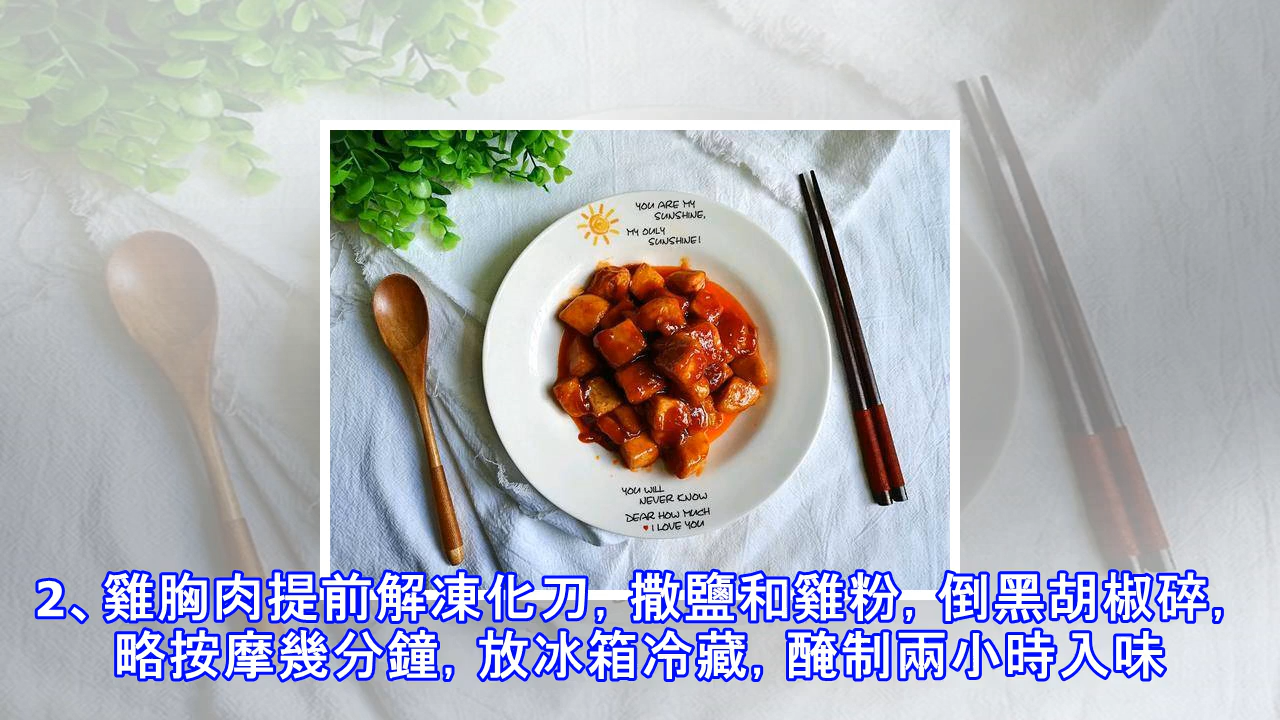 YOU ARE MY
SUNSHINE,
MY ONLY
SUNSHINE!
YOU WILL
NEVER KNOW
DEAR HOW MUCH
♥ I LOVE YOU
2、雞胸肉提前解凍化刀, 撒鹽和雞粉, 倒黑胡椒碎,
略按摩幾分鐘, 放冰箱冷藏, 醃制兩小時入味